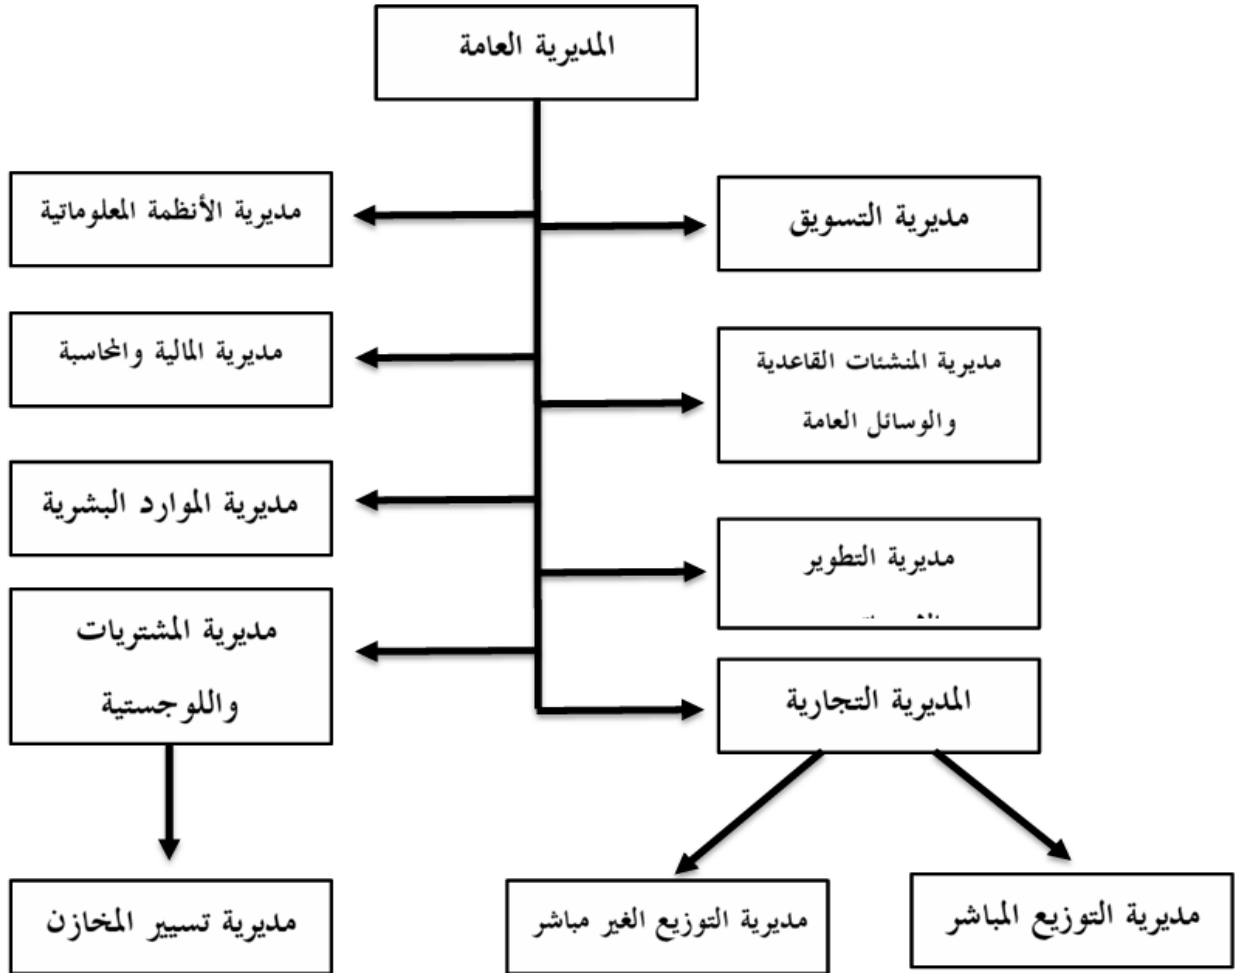 المديرية العامة
مديرية التسويق
مديرية الأنظمة المعلوماتية
مديرية المنشئات القاعدية
والوسائل العامة
مديرية المالية والمحاسبة
مديرية التطوير
مديرية الموارد البشرية
المديرية التجارية
مديرية المشتريات
واللوجستية
مديرية التوزيع المباشر
مديرية التوزيع الغير مباشر
مديرية تسيير المخازن